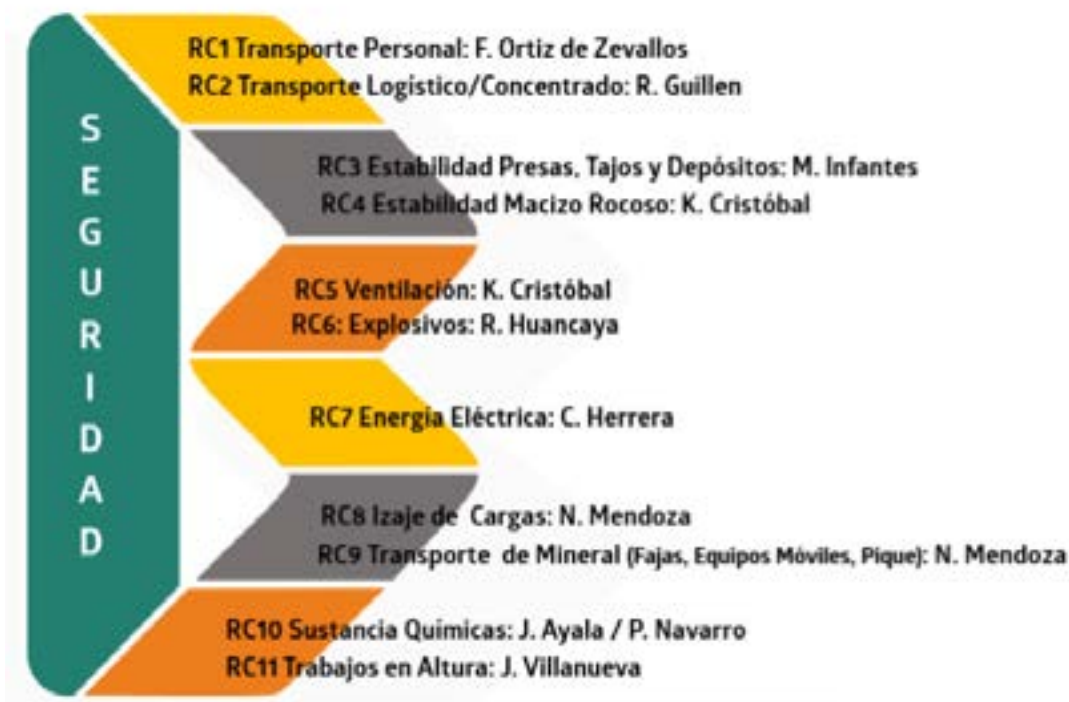 SEGURIDAD
RC1 Transporte Personal: F. Ortiz de Zevallos
RC2 Transporte Logístico/Concentrado: R. Guillen
RC3 Estabilidad Presas, Tajos y Depósitos: M. Infantes
RC4 Estabilidad Macizo Rocoso: K. Cristóbal
RC5 Ventilación: K. Cristóbal
RC6: Explosivos: R. Huancaya
RC7 Energía Eléctrica: C. Herrera
RC8 Izaje de Cargas: N. Mendoza
RC9 Transporte de Mineral (Fajas, Equipos Móviles, Pique): N. Mendoza
RC10 Sustancia Químicas: J. Ayala / P. Navarro
RC11 Trabajos en Altura: J. Villanueva